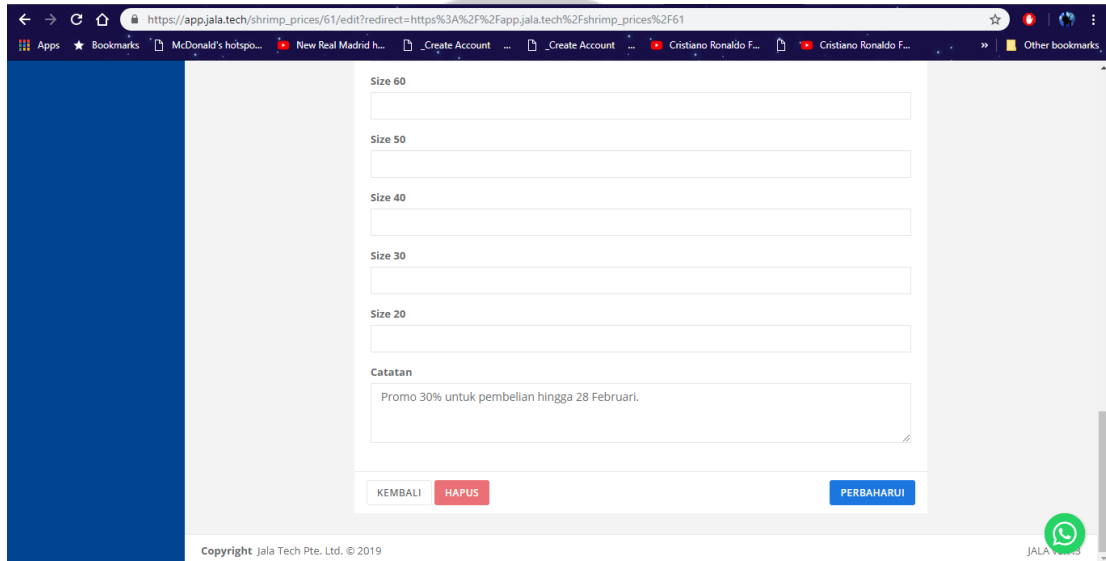 https://app.jala.tech/shrimp_prices/61/edit?redirect=https%3A%2F%2Fapp.jala.tech%2Fshrimp_prices%2F61
Apps Bookmarks McDonald's hotspo... New Real Madrid h... _Create Account ... _Create Account ... Cristiano Ronaldo F... Cristiano Ronaldo F... » Other bookmarks
Size 60
Size 50
Size 40
Size 30
Size 20
Catatan
Promo 30% untuk pembelian hingga 28 Februari.
KEMBALI HAPUS PERBAHARUI
Copyright Jala Tech Pte. Ltd. © 2019 JALA